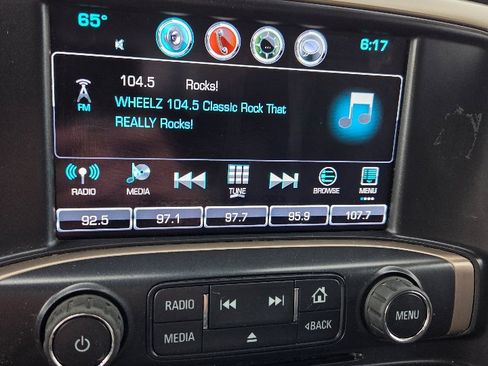 65° 6:17
104.5 Rocks!
FM WHEELZ 104.5 Classic Rock That
REALLY Rocks!
RADIO MEDIA TUNE BROWSE MENU
92.5 97.1 97.7 95.9 107.7
RADIO
MENU
MEDIA BACK